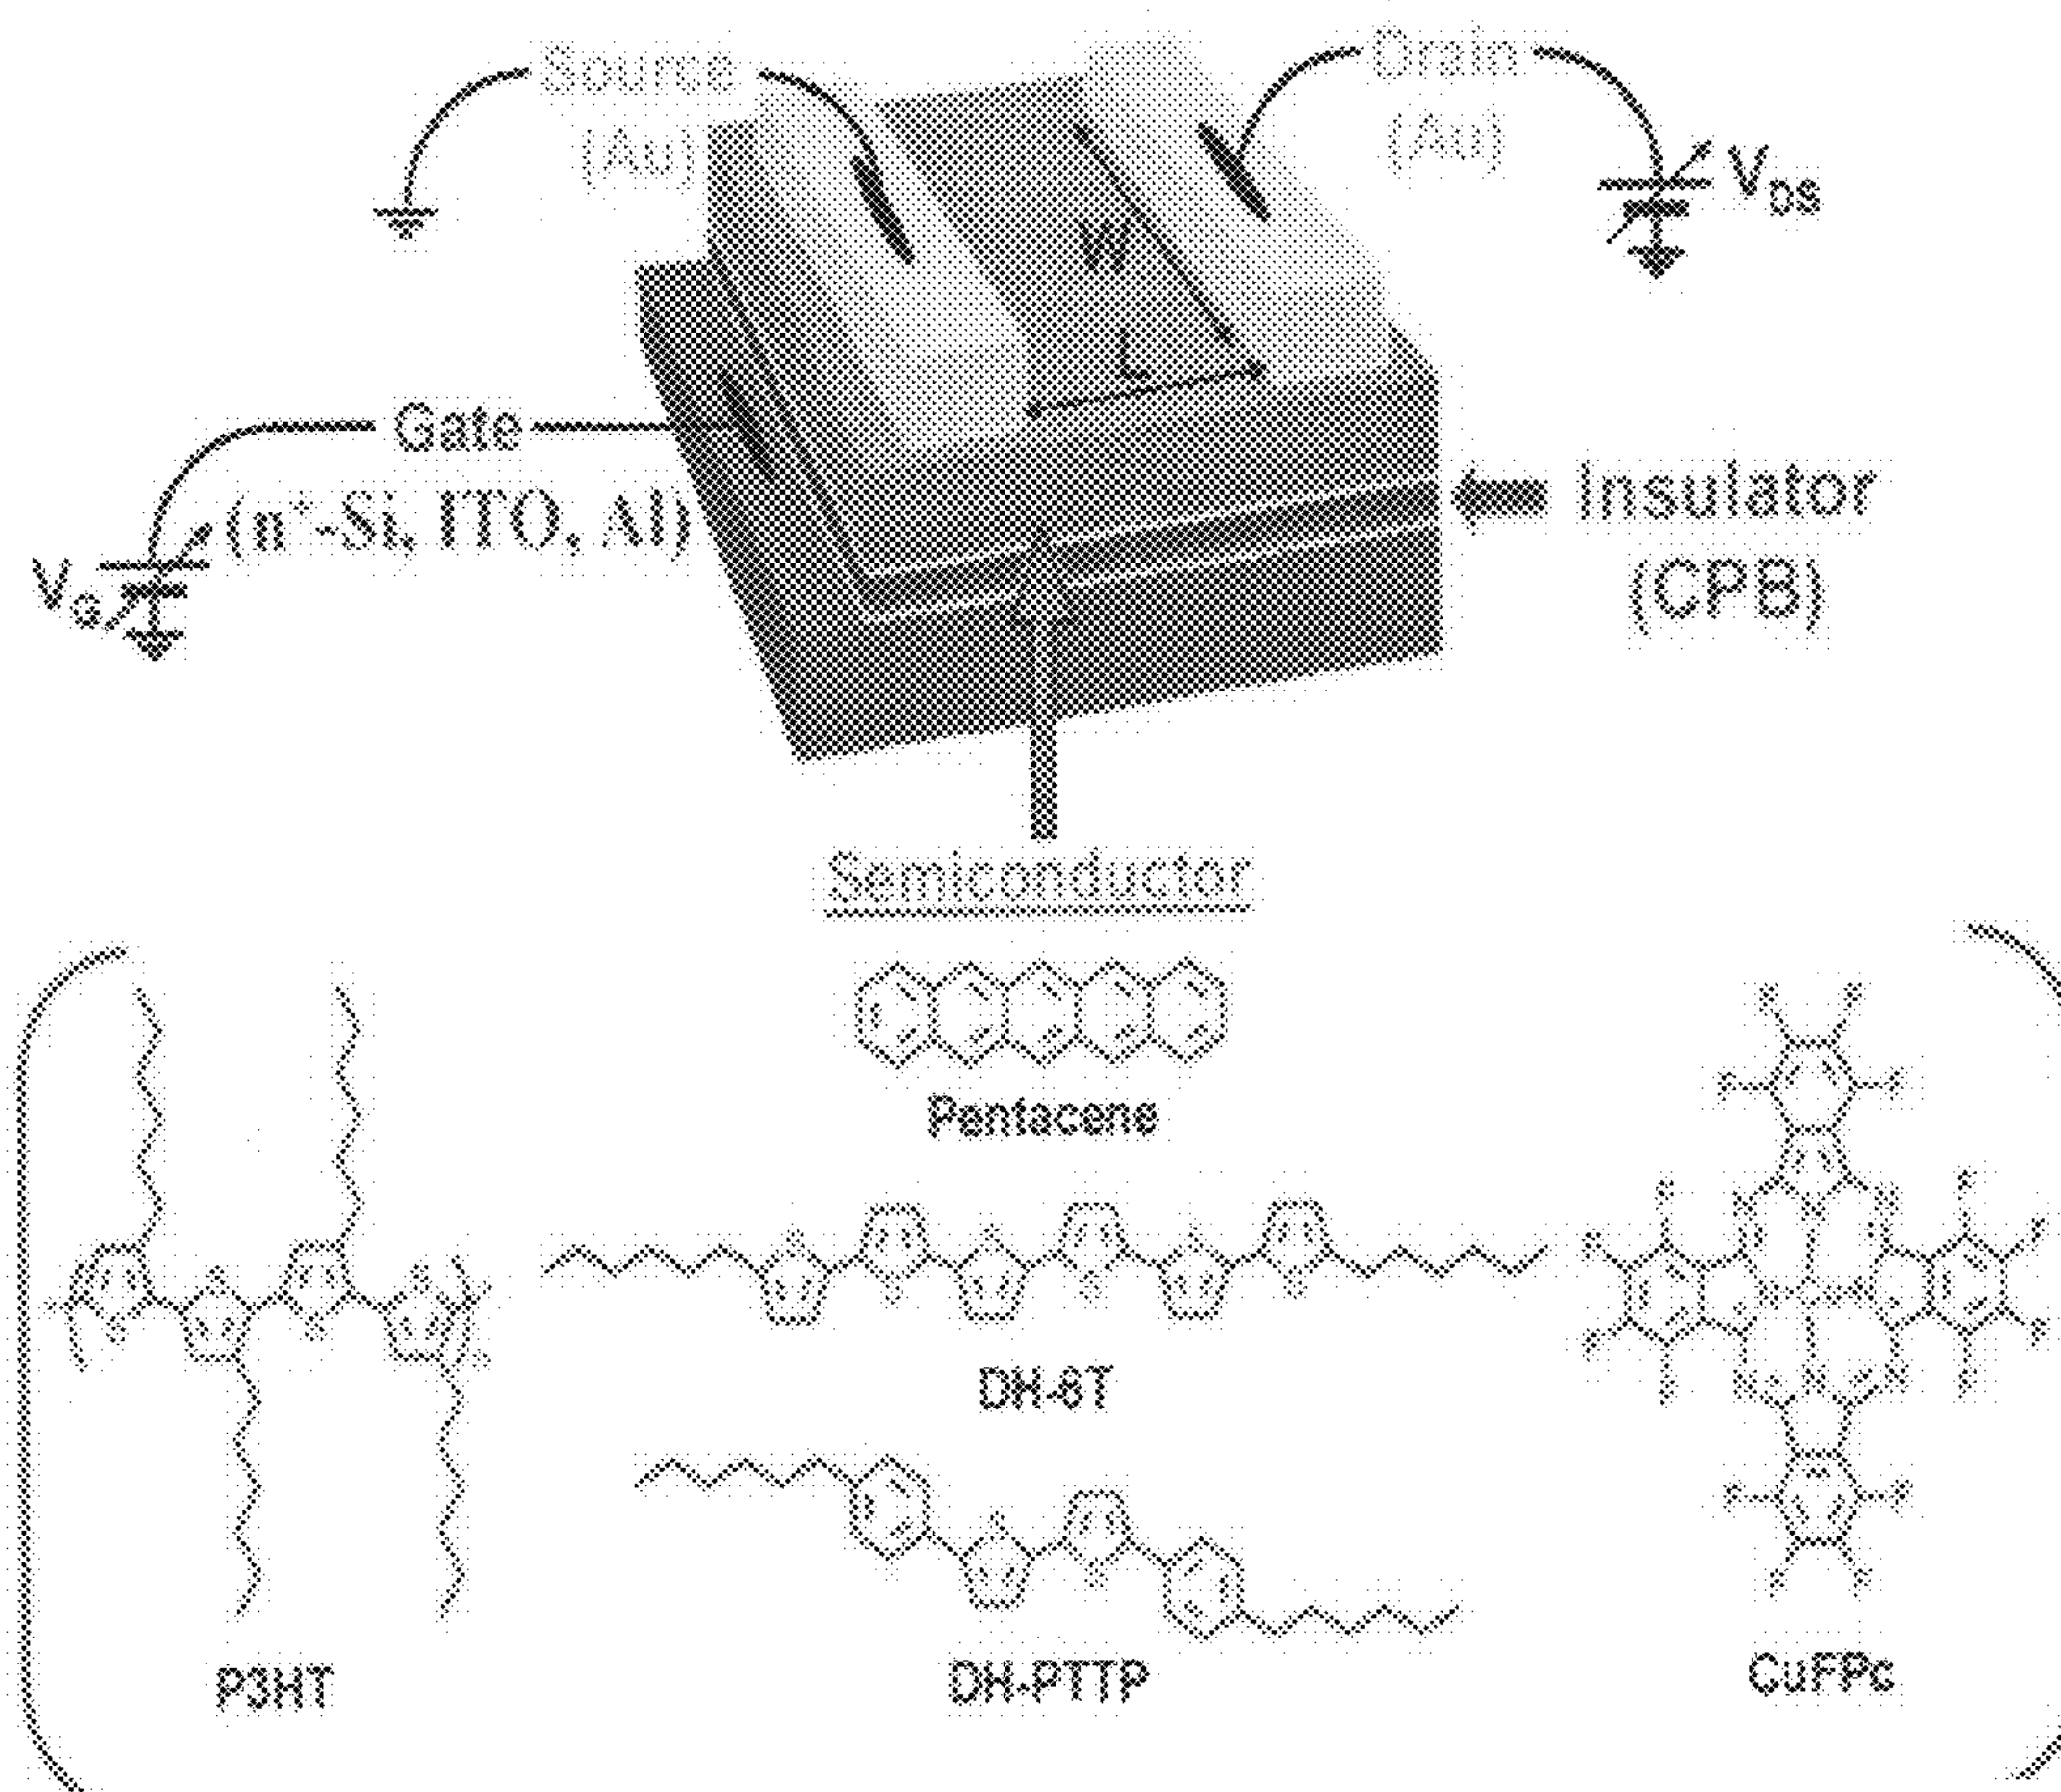 Source
(Au)
Drain
(Au)
V_DS
W
L
Gate
(n⁺-Si, ITO, Al)
V_G
Insulator
(CPB)
Semiconductor
Pentacene
DH-6T
P3HT
DH-PTTP
CuFPc